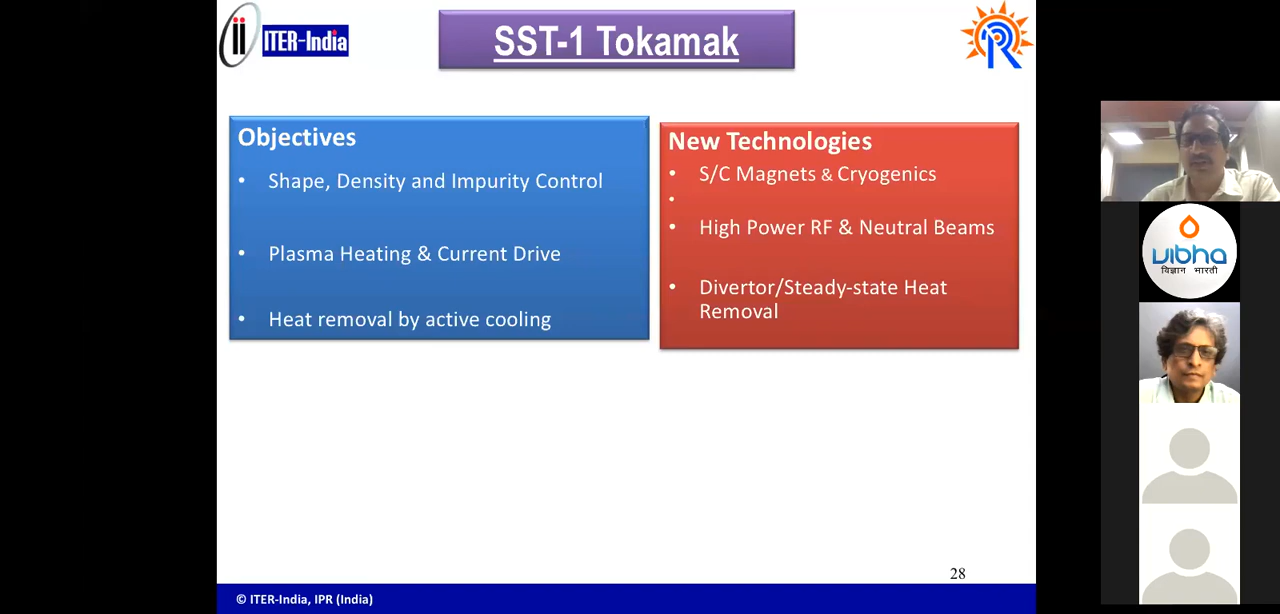 ITER-India
SST-1 Tokamak
Objectives
• Shape, Density and Impurity Control
• Plasma Heating & Current Drive
• Heat removal by active cooling
New Technologies
• S/C Magnets & Cryogenics
•
• High Power RF & Neutral Beams
• Divertor/Steady-state Heat
Removal
28
© ITER-India, IPR (India)
vibha
विज्ञान भारती